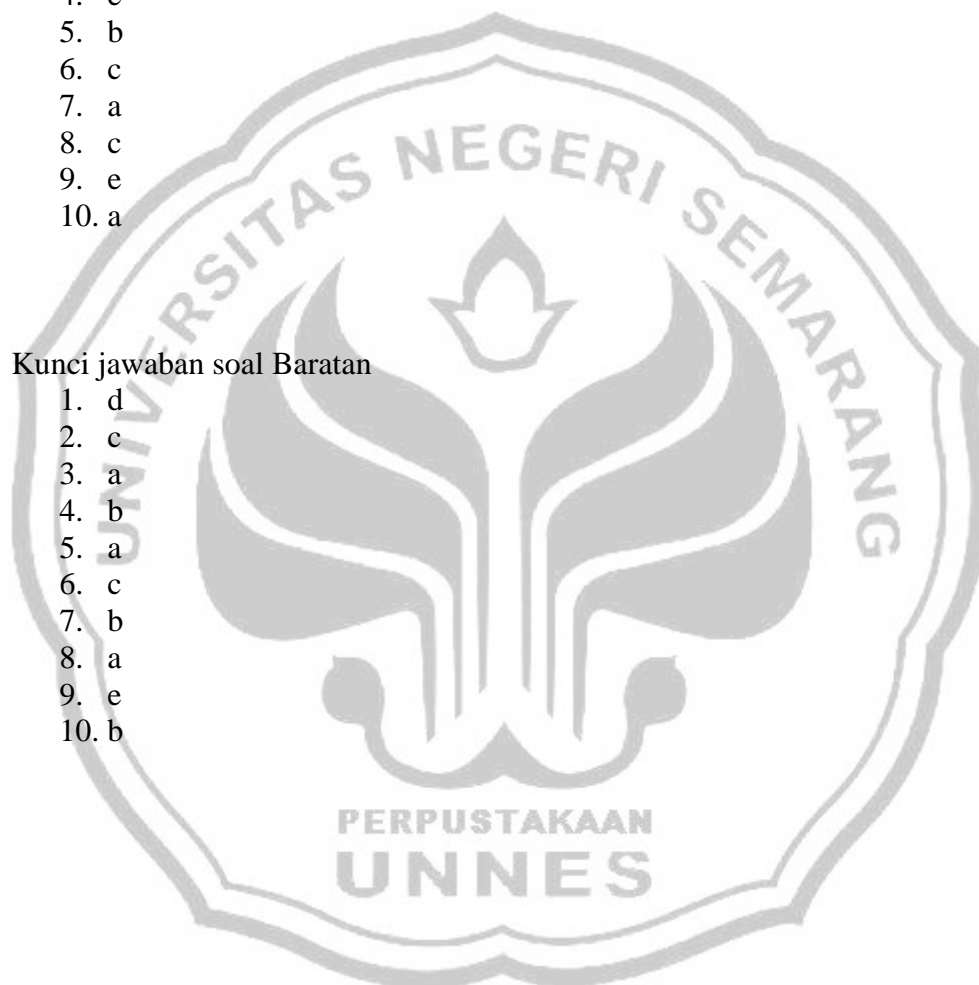 4.
5. b
6. c
7. a
8. c
9. e
10. a
Kunci jawaban soal Baratan
1. d
2. c
3. a
4. b
5. a
6. c
7. b
8. a
9. e
10. b
UNIVERSITAS NEGERI SEMARANG
PERPUSTAKAAN
UNNES